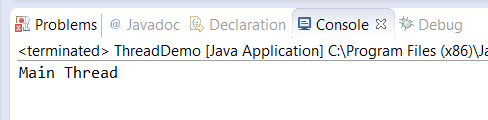 Problems @ Javadoc Declaration Console Debug
<terminated> ThreadDemo [Java Application] C:\Program Files (x86)\Ja
Main Thread